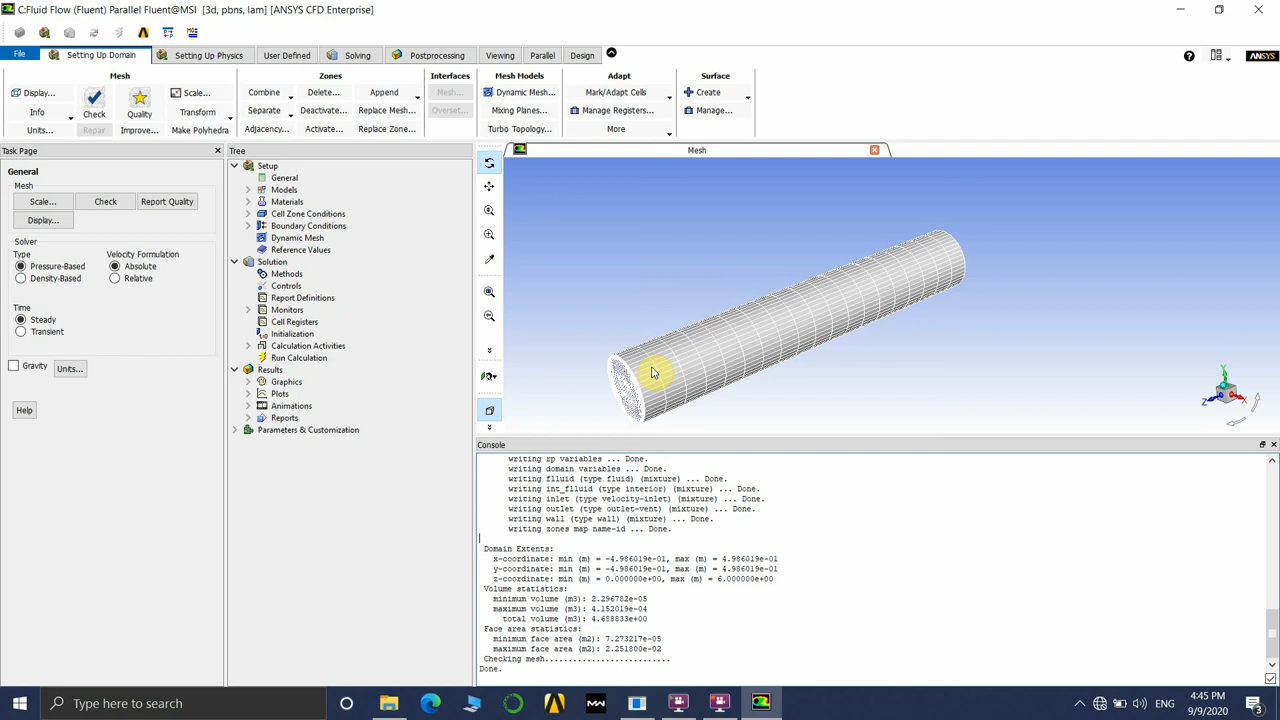 C:Fluid Flow (Fluent) Parallel Fluent@MSI [3d, pbns, lam] [ANSYS CFD Enterprise]
File
Setting Up Domain
Setting Up Physics
User Defined
Solving
Postprocessing
Viewing
Parallel
Design
ANSYS
Mesh
Zones
Interfaces
Mesh Models
Adapt
Surface
Display...
Info
Units...
Check
Repair
Quality
Improve...
Scale...
Transform
Make Polyhedra
Combine
Separate
Adjacency...
Delete...
Deactivate...
Activate...
Append
Replace Mesh...
Replace Zone...
Mesh...
Overset...
Dynamic Mesh...
Mixing Planes...
Turbo Topology...
Mark/Adapt Cells
Manage Registers...
More
Create
Manage...
Task Page
General
Mesh
Scale...
Check
Report Quality
Display...
Solver
Type
Velocity Formulation
Pressure-Based
Absolute
Density-Based
Relative
Time
Steady
Transient
Gravity
Units...
Help
Tree
Setup
General
Models
Materials
Cell Zone Conditions
Boundary Conditions
Dynamic Mesh
Reference Values
Solution
Methods
Controls
Report Definitions
Monitors
Cell Registers
Initialization
Calculation Activities
Run Calculation
Results
Graphics
Plots
Animations
Reports
Parameters & Customization
Mesh
Y
Z
X
Console
writing rp variables ... Done.
writing domain variables ... Done.
writing flluid (type fluid) (mixture) ... Done.
writing int_flluid (type interior) (mixture) ... Done.
writing inlet (type velocity-inlet) (mixture) ... Done.
writing outlet (type outlet-vent) (mixture) ... Done.
writing wall (type wall) (mixture) ... Done.
writing zones map name-id ... Done.
Domain Extents:
x-coordinate: min (m) = -4.986019e-01, max (m) = 4.986019e-01
y-coordinate: min (m) = -4.986019e-01, max (m) = 4.986019e-01
z-coordinate: min (m) = 0.000000e+00, max (m) = 6.000000e+00
Volume statistics:
minimum volume (m3): 2.296782e-05
maximum volume (m3): 4.152019e-04
total volume (m3): 4.688833e+00
Face area statistics:
minimum face area (m2): 7.273217e-05
maximum face area (m2): 2.251800e-02
Checking mesh..........................
Done.
Type here to search
ENG
4:45 PM
9/9/2020
3